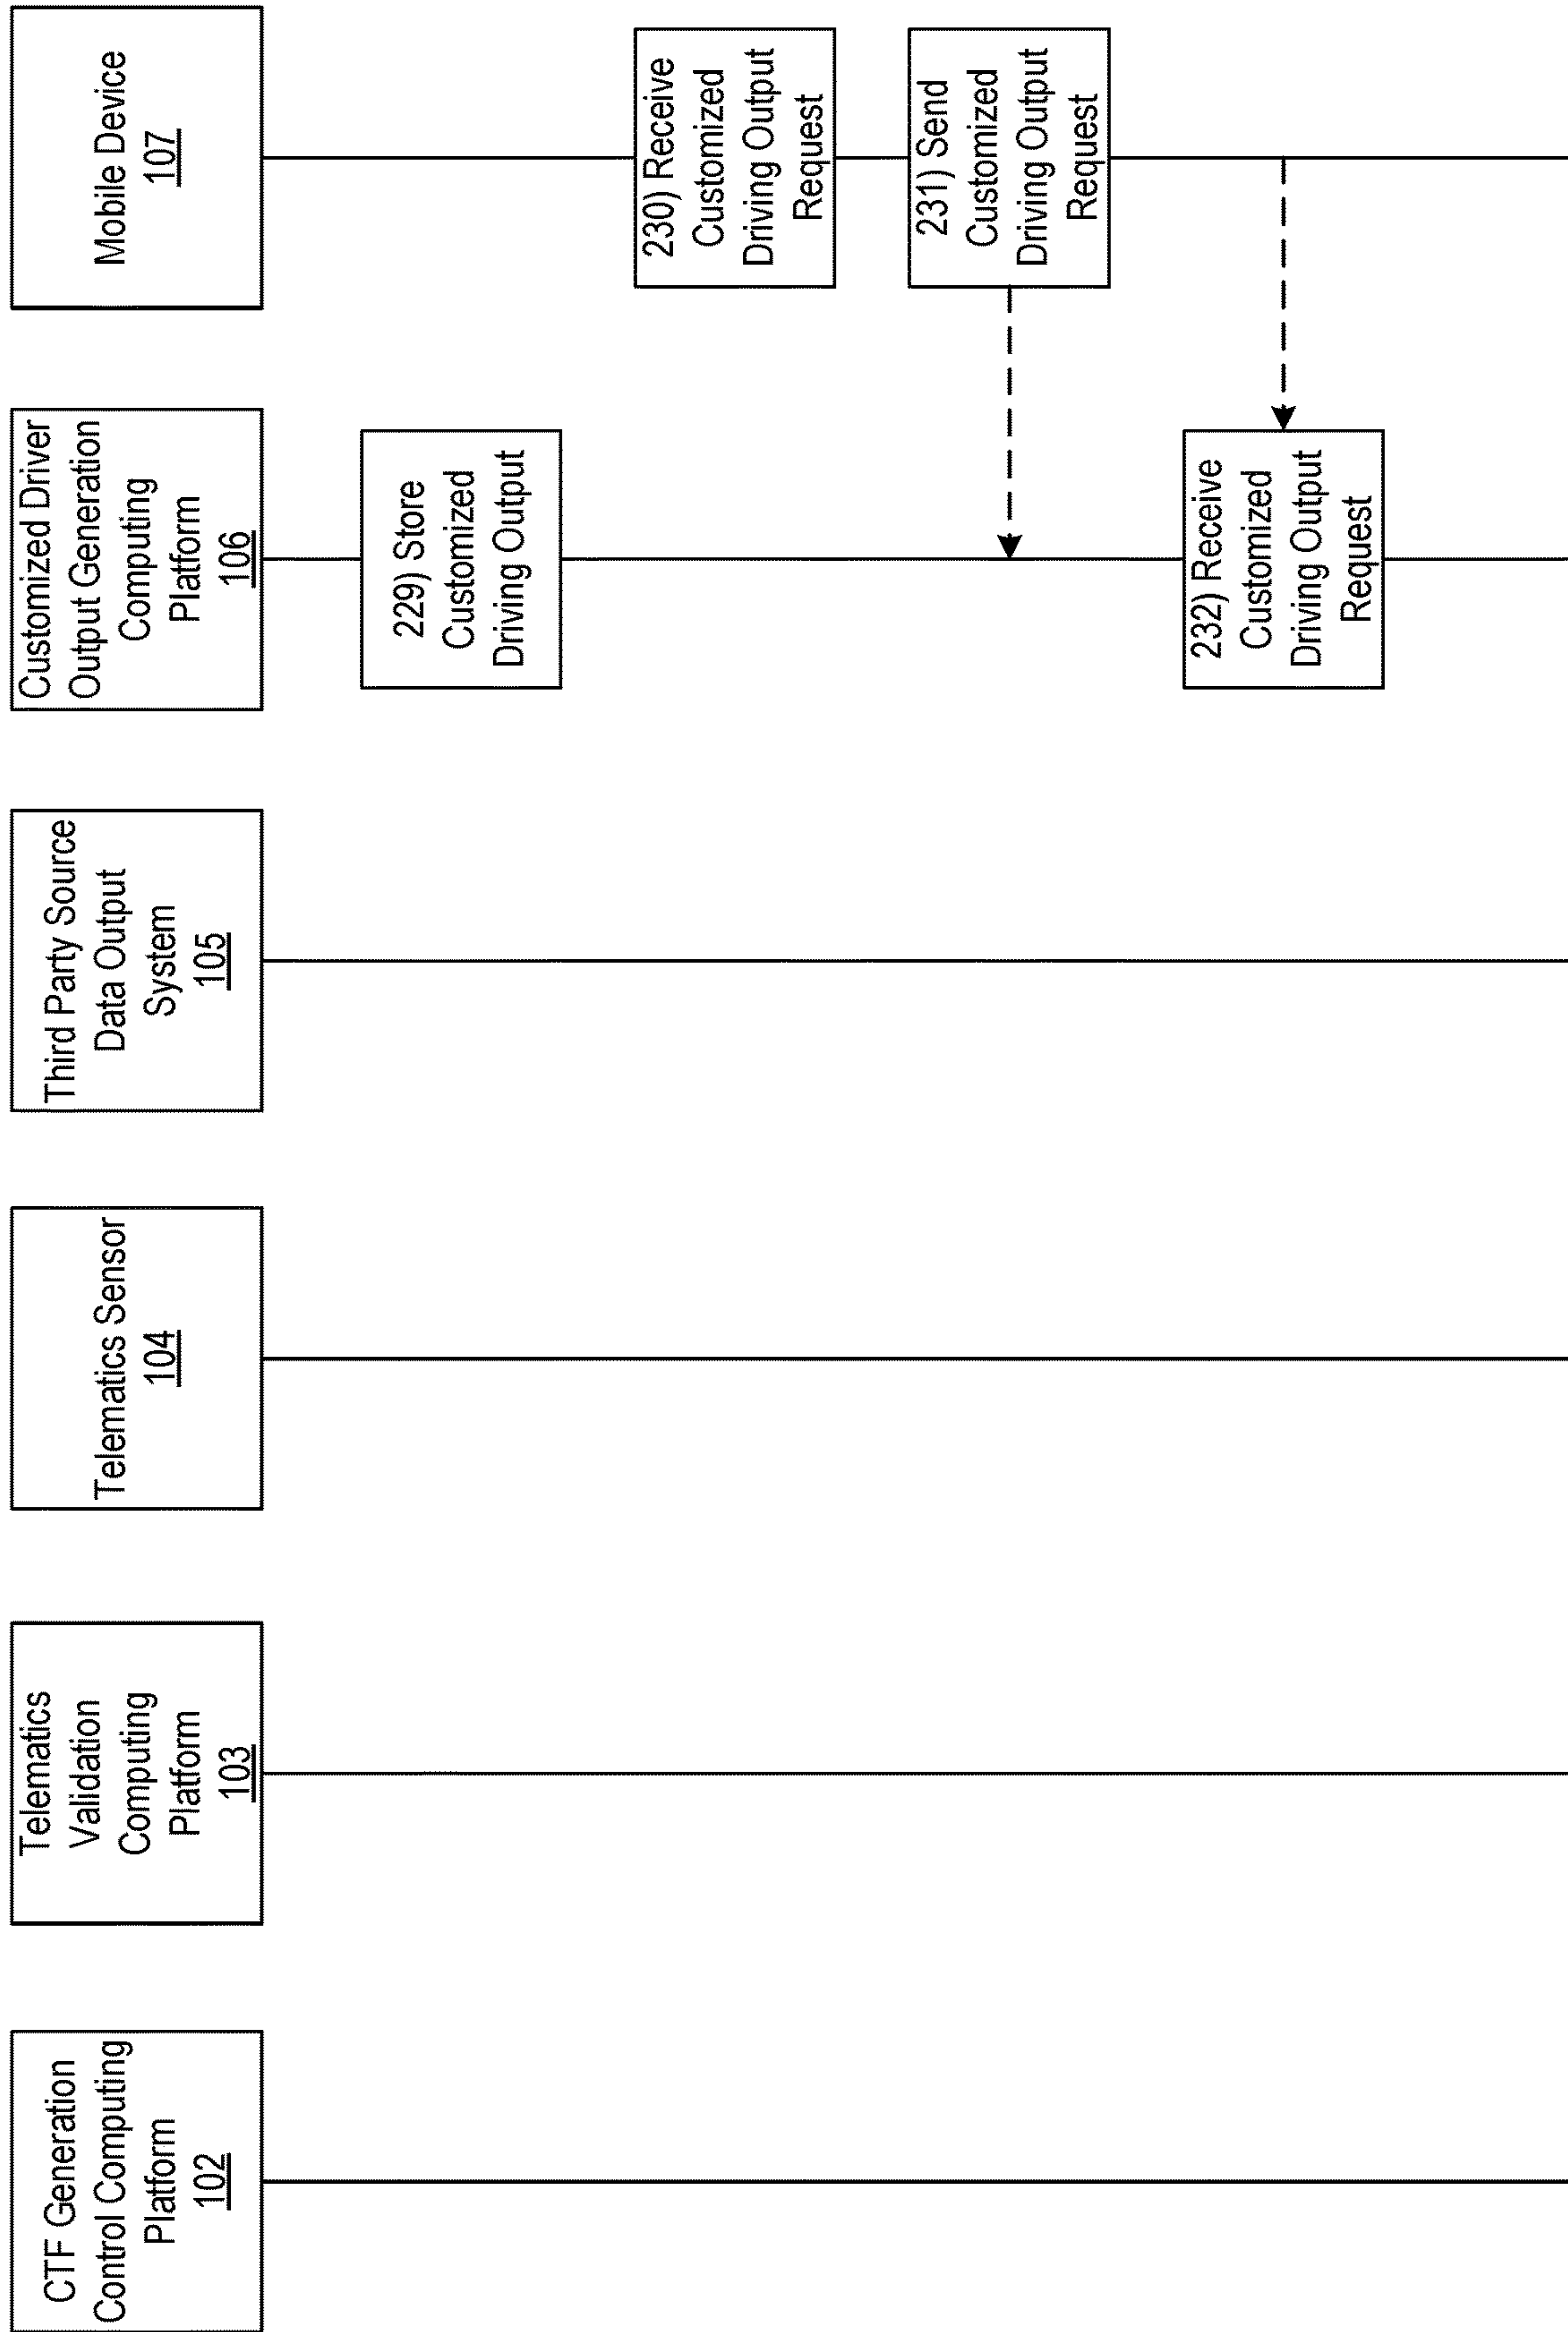 CTF Generation
Control Computing
Platform
102
Telematics
Validation
Computing
Platform
103
Telematics Sensor
104
Third Party Source
Data Output
System
105
Customized Driver
Output Generation
Computing
Platform
106
Mobile Device
107
229) Store
Customized
Driving Output
230) Receive
Customized
Driving Output
Request
231) Send
Customized
Driving Output
Request
232) Receive
Customized
Driving Output
Request